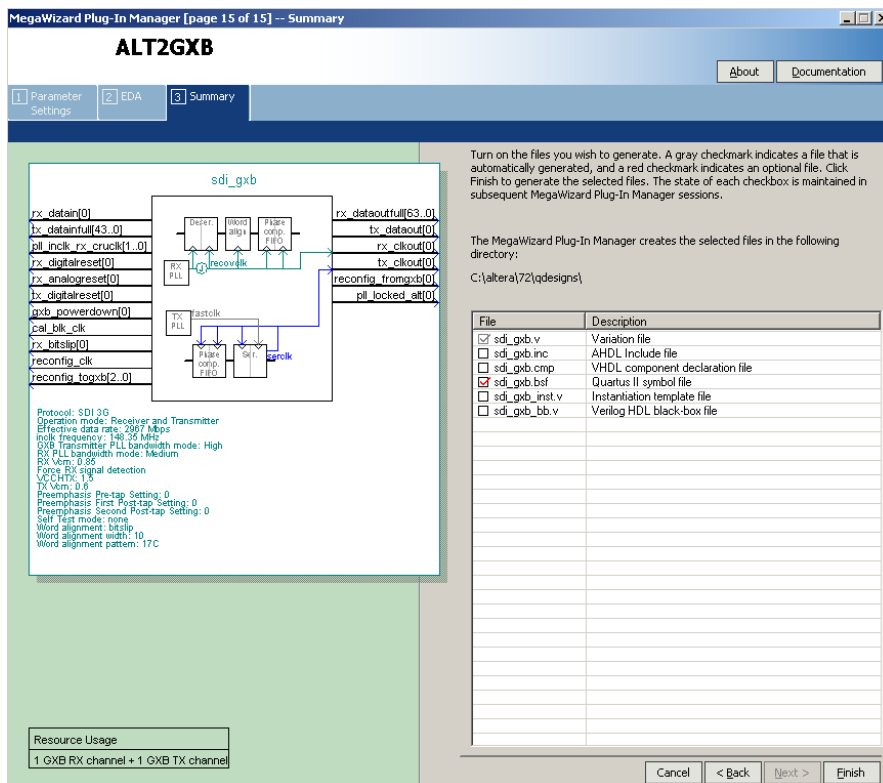 MegaWizard Plug-In Manager [page 15 of 15] -- Summary
ALT2GXB
About
Documentation
1 Parameter Settings
2 EDA
3 Summary
Turn on the files you wish to generate. A gray checkmark indicates a file that is
automatically generated, and a red checkmark indicates an optional file. Click
Finish to generate the selected files. The state of each checkbox is maintained in
subsequent MegaWizard Plug-In Manager sessions.
The MegaWizard Plug-In Manager creates the selected files in the following
directory:
C:\altera\72\qdesigns\
File Description
sdi_gxb.v Variation file
sdi_gxb.inc AHDL Include file
sdi_gxb.cmp VHDL component declaration file
sdi_gxb.bsf Quartus II symbol file
sdi_gxb_inst.v Instantiation template file
sdi_gxb_bb.v Verilog HDL black-box file
sdi_gxb
rx_datain[0]
tx_datainfull[43..0]
pll_inclk_rx_cruclk[1..0]
rx_digitalreset[0]
rx_analogreset[0]
tx_digitalreset[0]
gxb_powerdown[0]
cal_blk_clk
rx_bitslip[0]
reconfig_clk
reconfig_togxb[2..0]
rx_dataoutfull[63..0]
tx_dataout[0]
rx_clkout[0]
tx_clkout[0]
reconfig_fromgxb[0]
pll_locked_alt[0]
Deser.
Word
align
Phase
comp.
FIFO
RX
PLL
recovclk
TX
PLL
fastclk
Phase
comp.
FIFO
Ser.
serclk
Protocol: SDI 3G
Operation mode: Receiver and Transmitter
Effective data rate: 2967 Mbps
inclk frequency: 148.35 MHz
GXB Transmitter PLL bandwidth mode: High
RX PLL bandwidth mode: Medium
RX Vcm: 0.85
Force RX signal detection
VCCHTX: 1.5
TX Vcm: 0.6
Preemphasis Pre-tap Setting: 0
Preemphasis First Post-tap Setting: 0
Preemphasis Second Post-tap Setting: 0
Self Test mode: none
Word alignment: bitslip
Word alignment width: 10
Word alignment pattern: 17C
Resource Usage
1 GXB RX channel + 1 GXB TX channel
Cancel
< Back
Next >
Finish